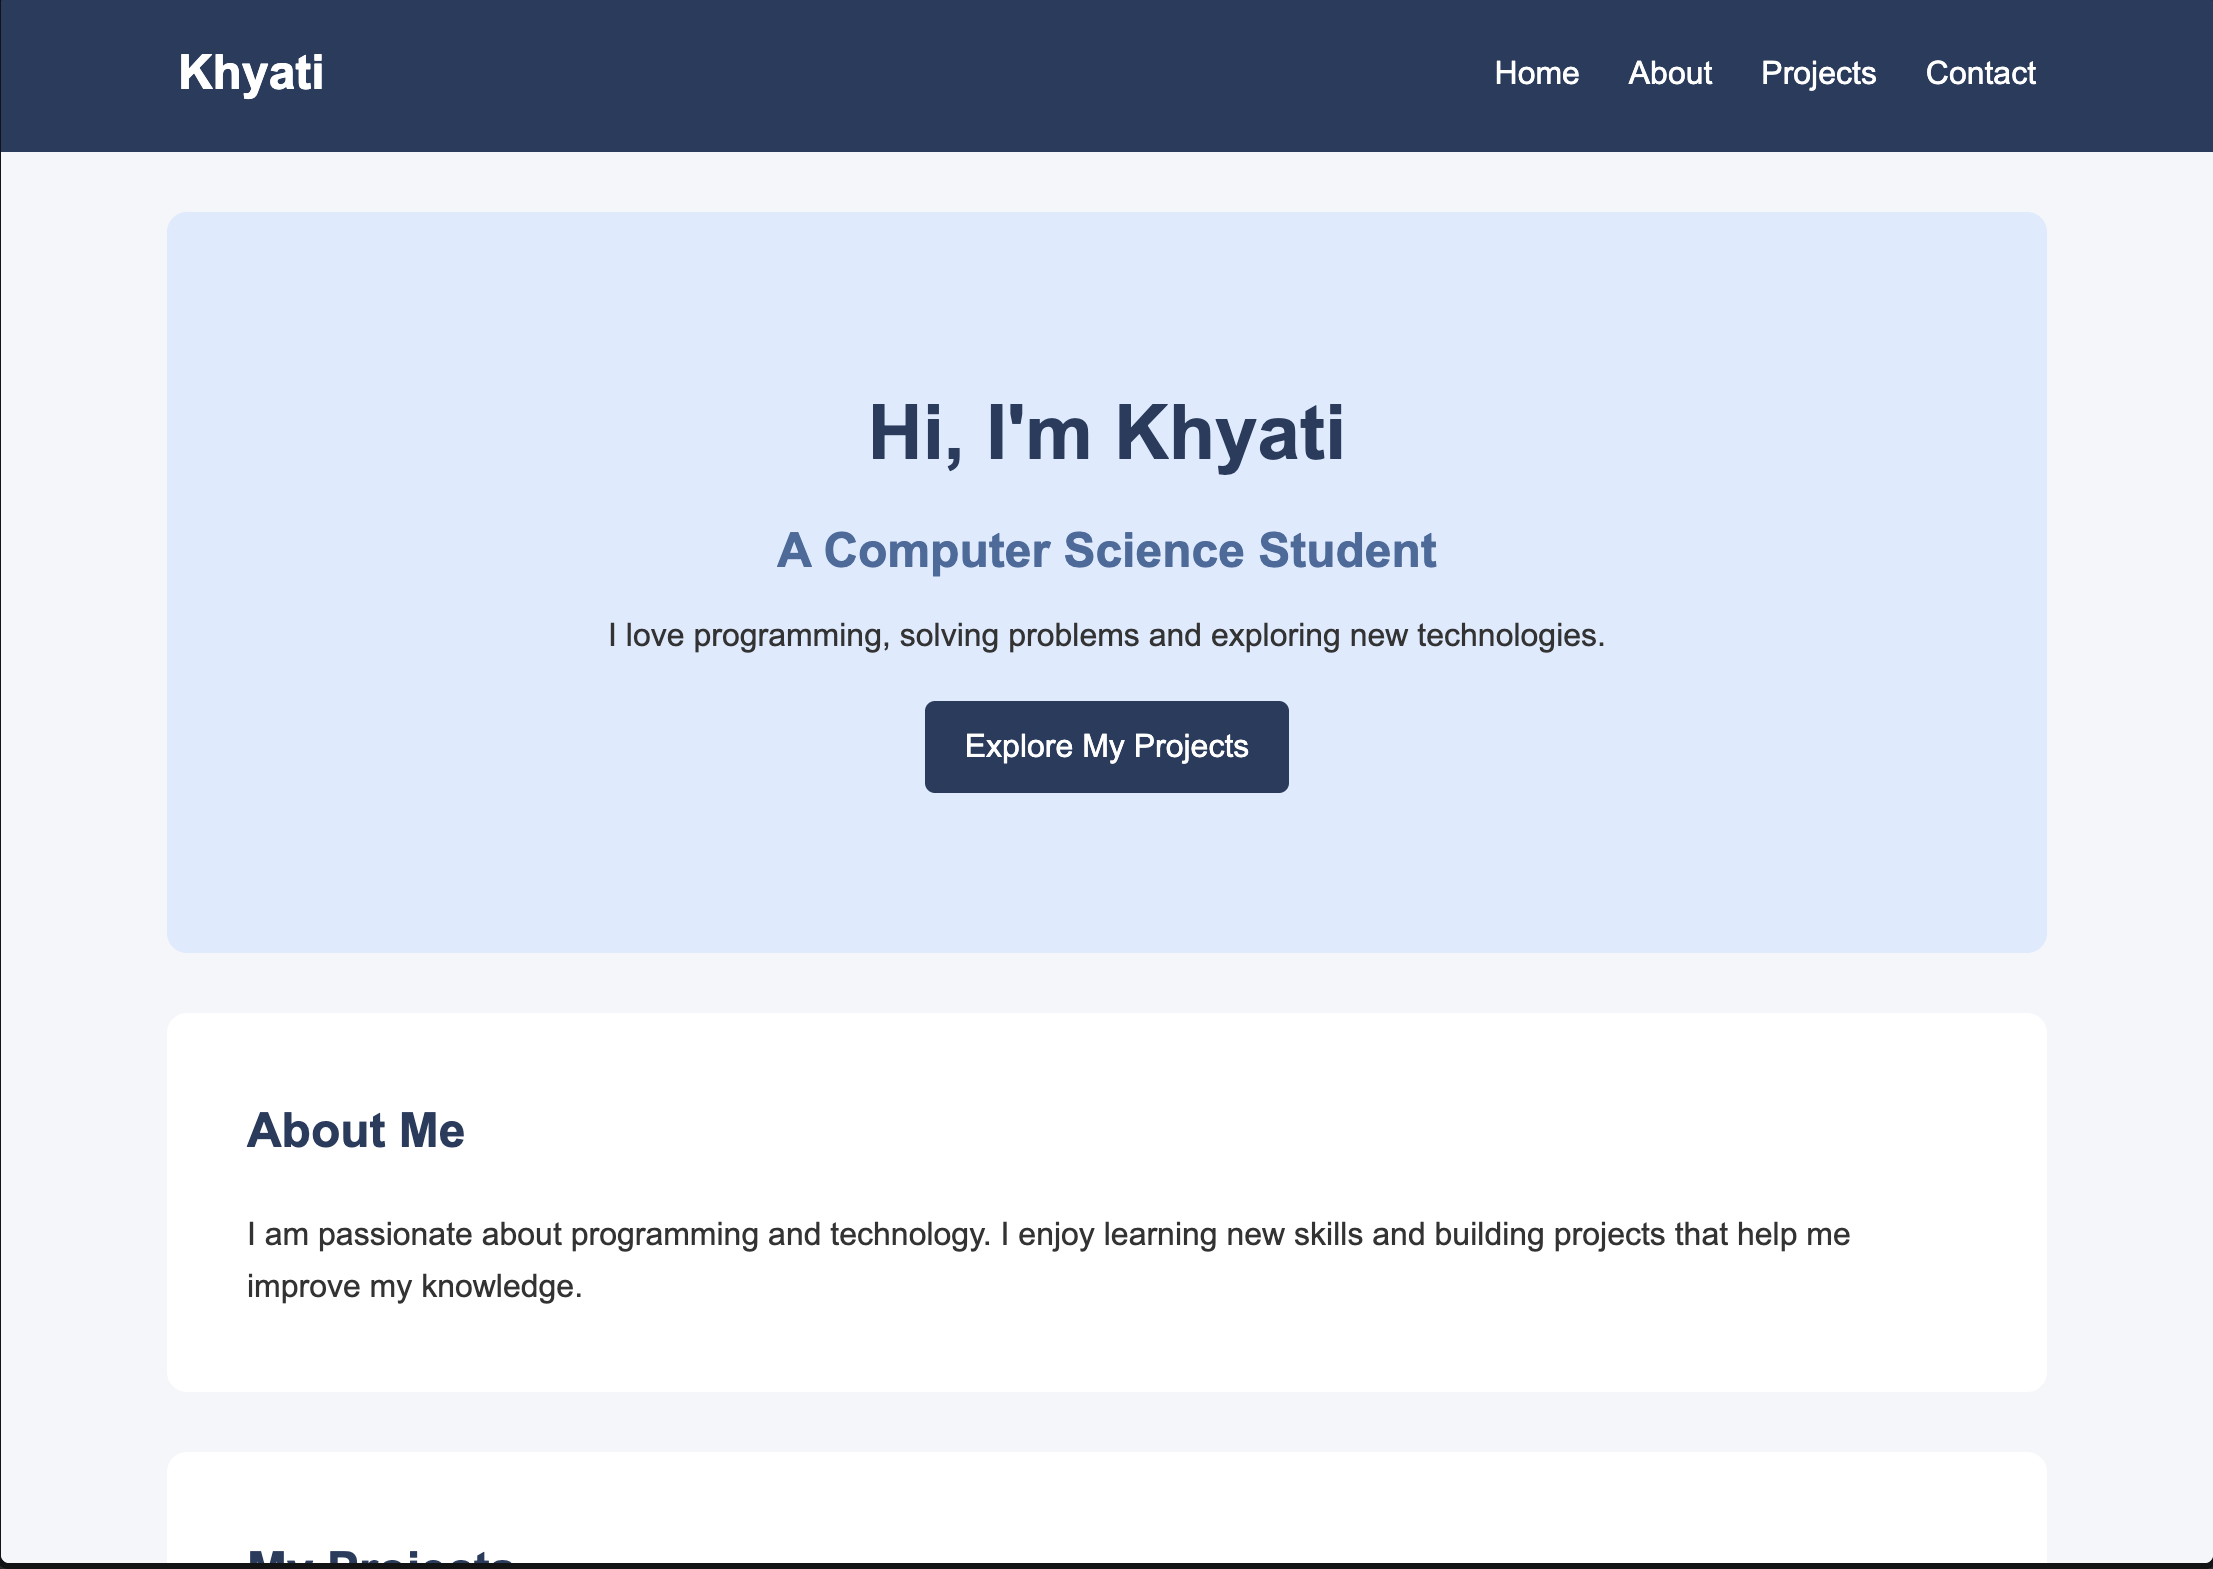 Khyati
Home About Projects Contact
Hi, I'm Khyati
A Computer Science Student
I love programming, solving problems and exploring new technologies.
Explore My Projects
About Me
I am passionate about programming and technology. I enjoy learning new skills and building projects that help me
improve my knowledge.
My Projects